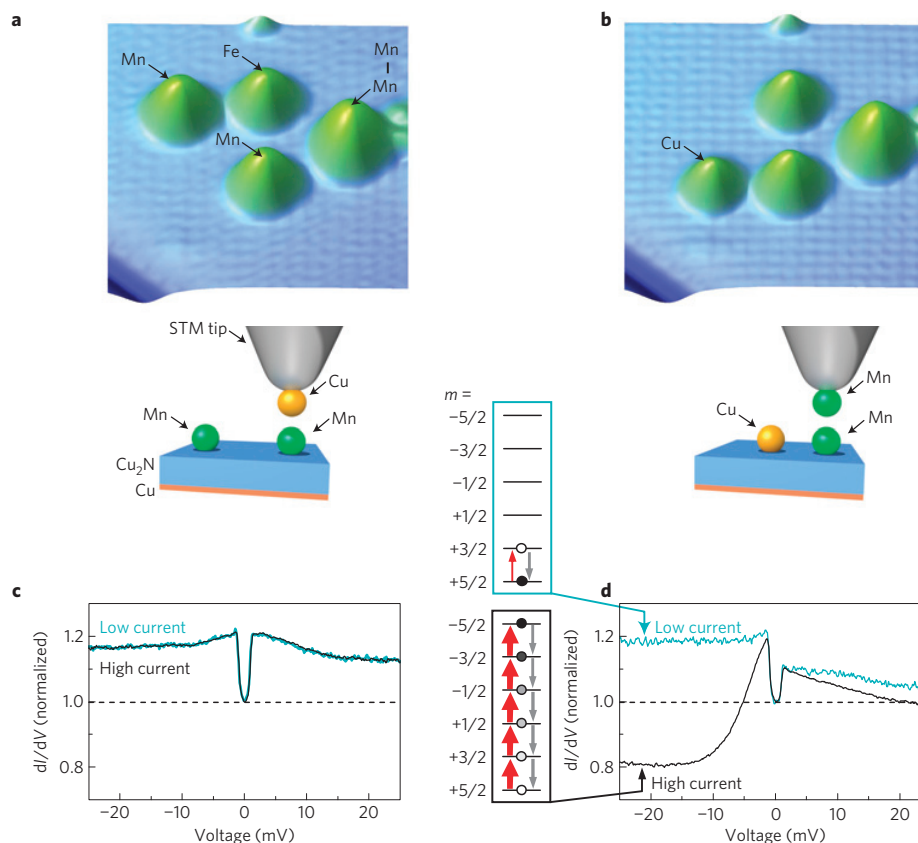 a
Mn
Fe
Mn
Mn
Mn
b
Cu
STM tip
Cu
Mn
Mn
Cu₂N
Cu
m =
−5/2
−3/2
−1/2
+1/2
+3/2
+5/2
Mn
Cu
Mn
c
Low current
High current
1.2
1.0
0.8
dI/dV (normalized)
−20
−10
0
10
20
Voltage (mV)
−5/2
−3/2
−1/2
+1/2
+3/2
+5/2
d
Low current
High current
1.2
1.0
0.8
dI/dV (normalized)
−20
−10
0
10
20
Voltage (mV)